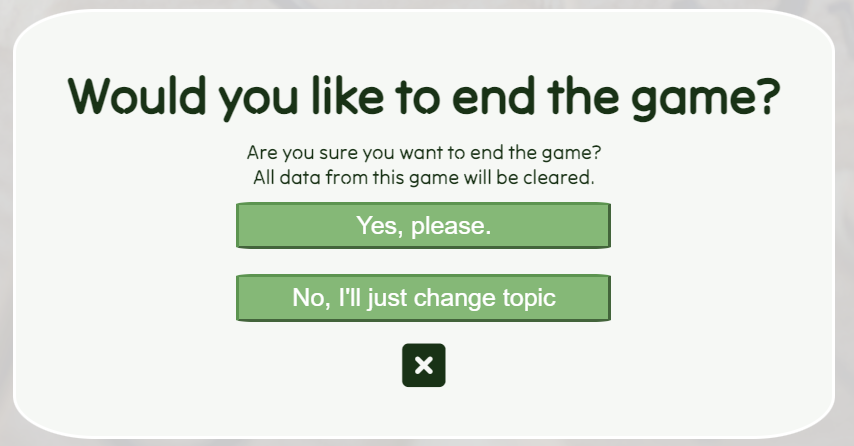 Would you like to end the game?
Are you sure you want to end the game?
All data from this game will be cleared.
Yes, please.
No, I'll just change topic